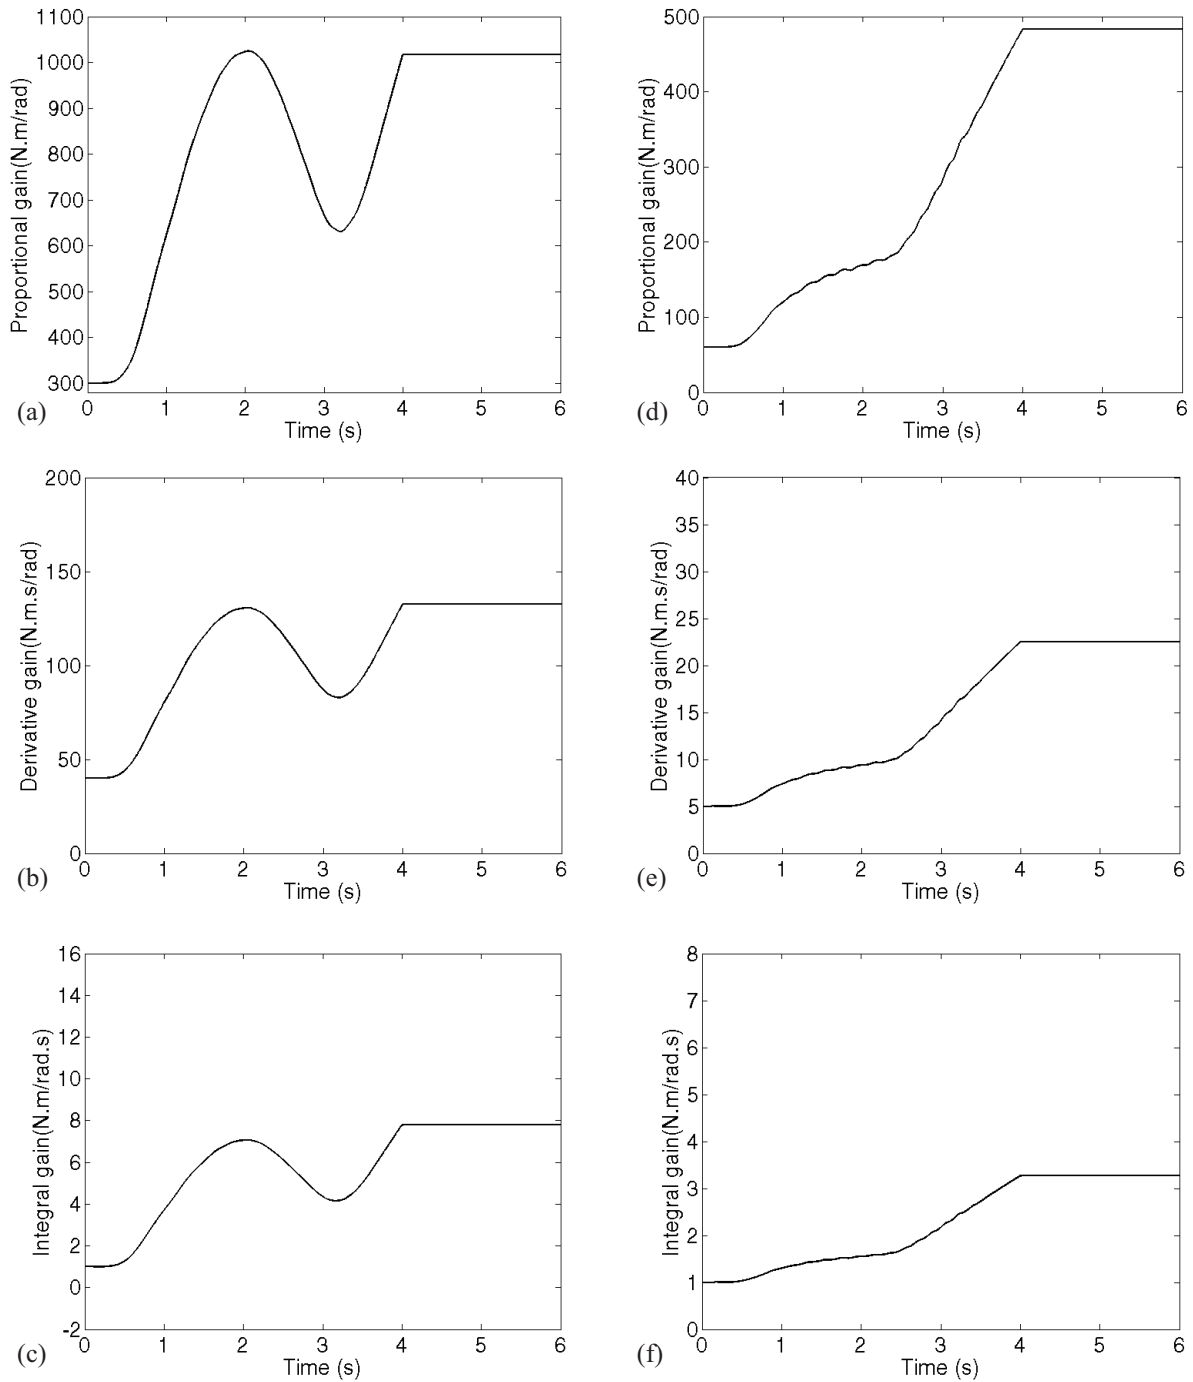 1100
1000
900
800
700
600
500
400
300
Proportional gain(N.m/rad)
0 1 2 3 4 5 6
Time (s)
(a)
500
400
300
200
100
0
Proportional gain(N.m/rad)
0 1 2 3 4 5 6
Time (s)
(d)
200
150
100
50
0
Derivative gain(N.m.s/rad)
0 1 2 3 4 5 6
Time (s)
(b)
40
35
30
25
20
15
10
5
0
Derivative gain(N.m.s/rad)
0 1 2 3 4 5 6
Time (s)
(e)
16
14
12
10
8
6
4
2
0
-2
Integral gain(N.m/rad.s)
0 1 2 3 4 5 6
Time (s)
(c)
8
7
6
5
4
3
2
1
0
Integral gain(N.m/rad.s)
0 1 2 3 4 5 6
Time (s)
(f)